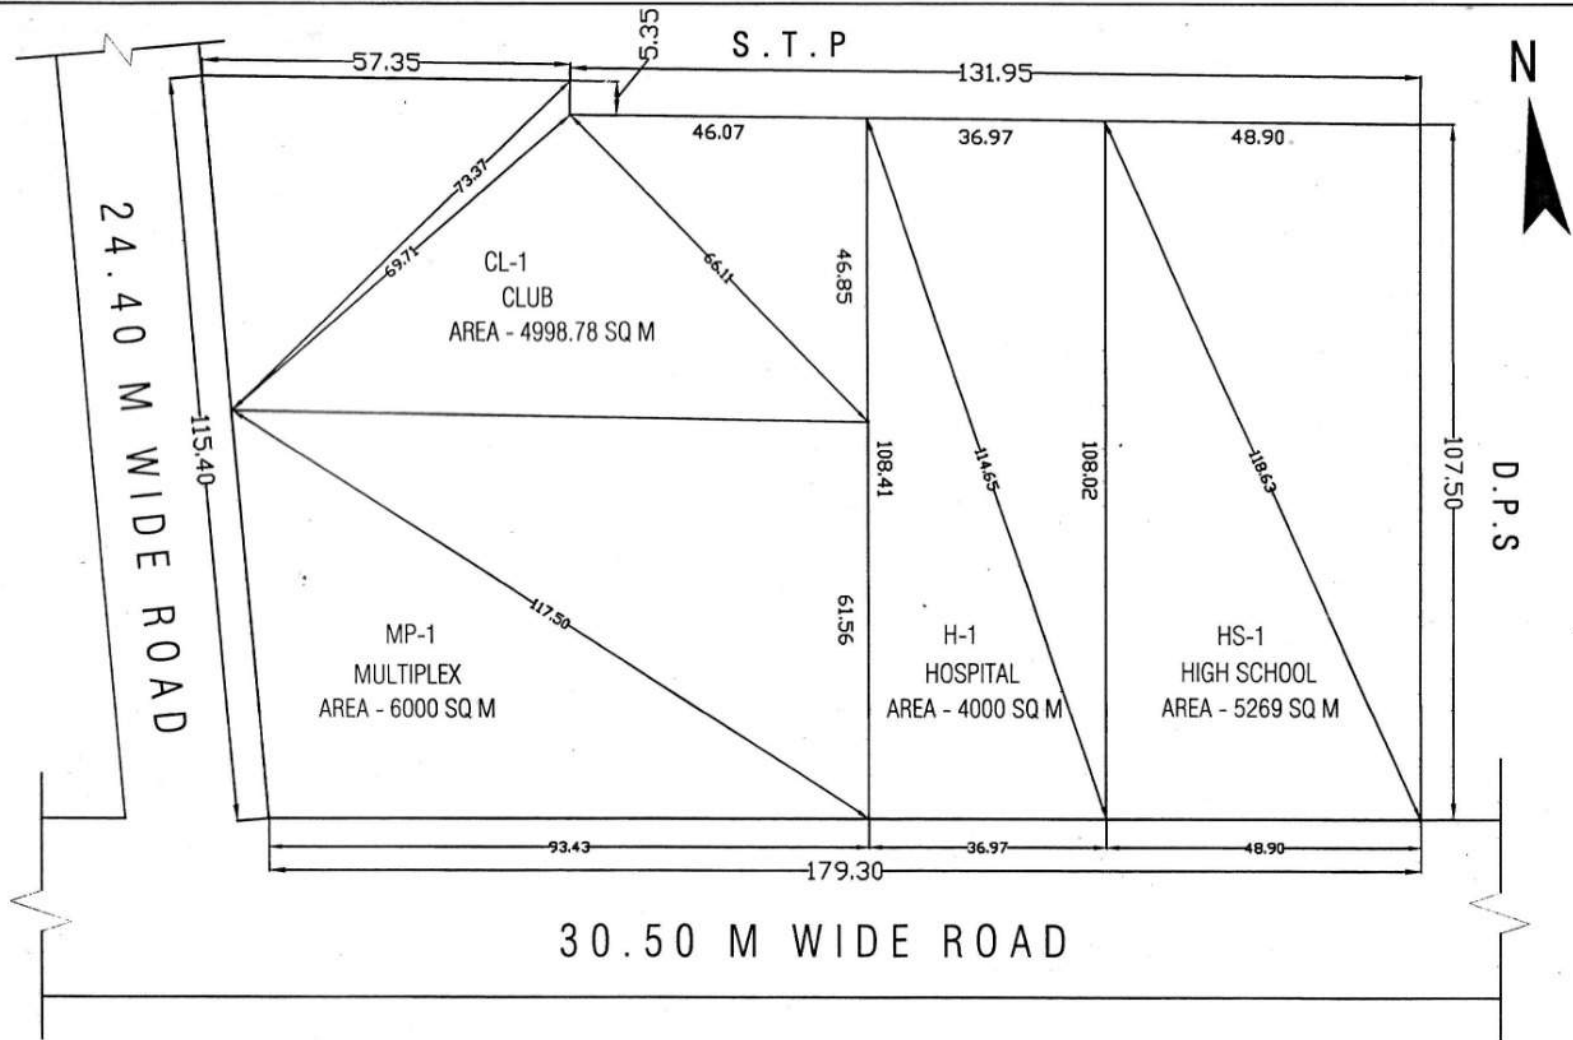 S.T.P
N
57.35
5.35
131.95
46.07
36.97
48.90
73.37
69.71
66.11
46.85
CL-1
CLUB
AREA - 4998.78 SQ M
24.40 M WIDE ROAD
115.40
108.41
114.65
108.02
118.63
107.50
D.P.S
117.50
61.56
MP-1
MULTIPLEX
AREA - 6000 SQ M
H-1
HOSPITAL
AREA - 4000 SQ M
HS-1
HIGH SCHOOL
AREA - 5269 SQ M
93.43
36.97
48.90
179.30
30.50 M WIDE ROAD